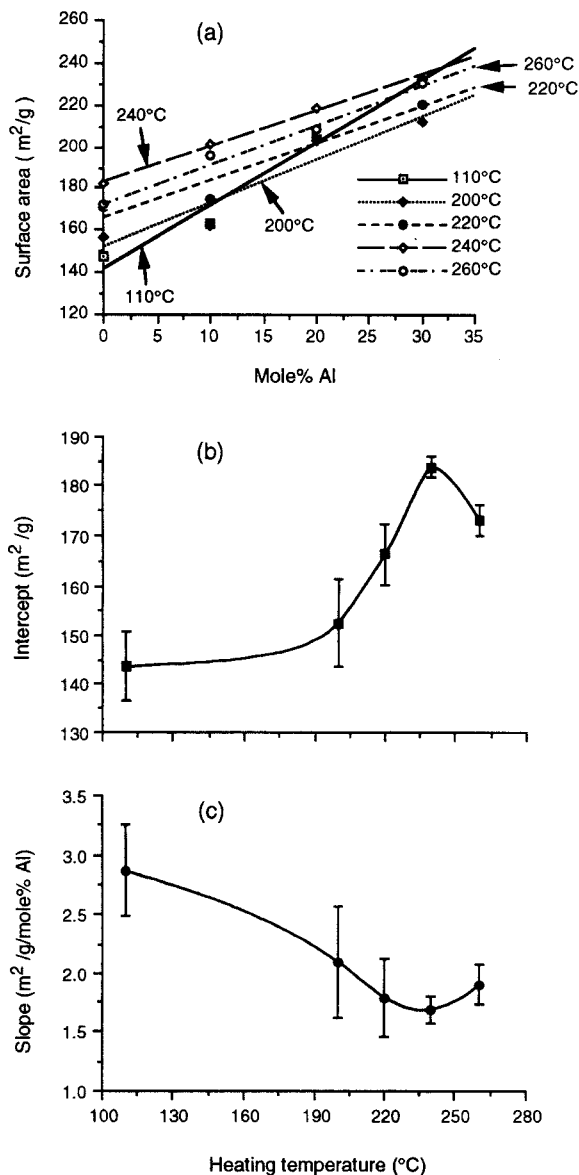 (a)
260
240
220
200
180
160
140
120
Surface area ( m²/g)
240°C
110°C
200°C
260°C
220°C
110°C
200°C
220°C
240°C
260°C
0 5 10 15 20 25 30 35
Mole% Al
(b)
190
180
170
160
150
140
130
Intercept (m² /g)
(c)
3.5
3.0
2.5
2.0
1.5
1.0
Slope (m² /g/mole% Al)
100 130 160 190 220 250 280
Heating temperature (°C)